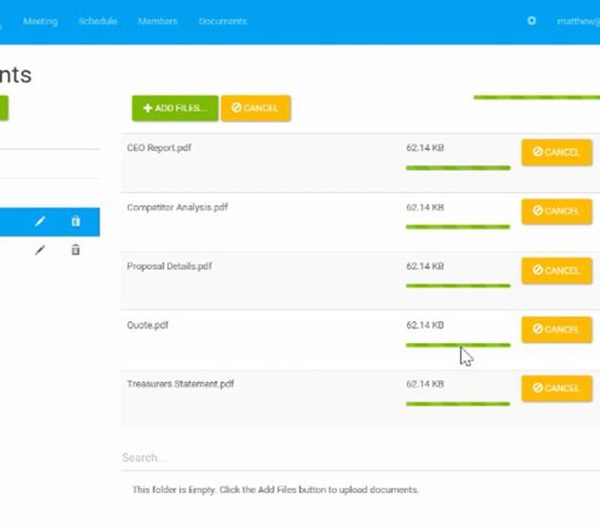 Meeting Schedule Members Documents matthew@
nts
ADD FILES... CANCEL
CEO Report.pdf 62.14 KB CANCEL
Competitor Analysis.pdf 62.14 KB CANCEL
Proposal Details.pdf 62.14 KB CANCEL
Quote.pdf 62.14 KB CANCEL
Treasurers Statement.pdf 62.14 KB CANCEL
Search...
This folder is Empty. Click the Add Files button to upload documents.